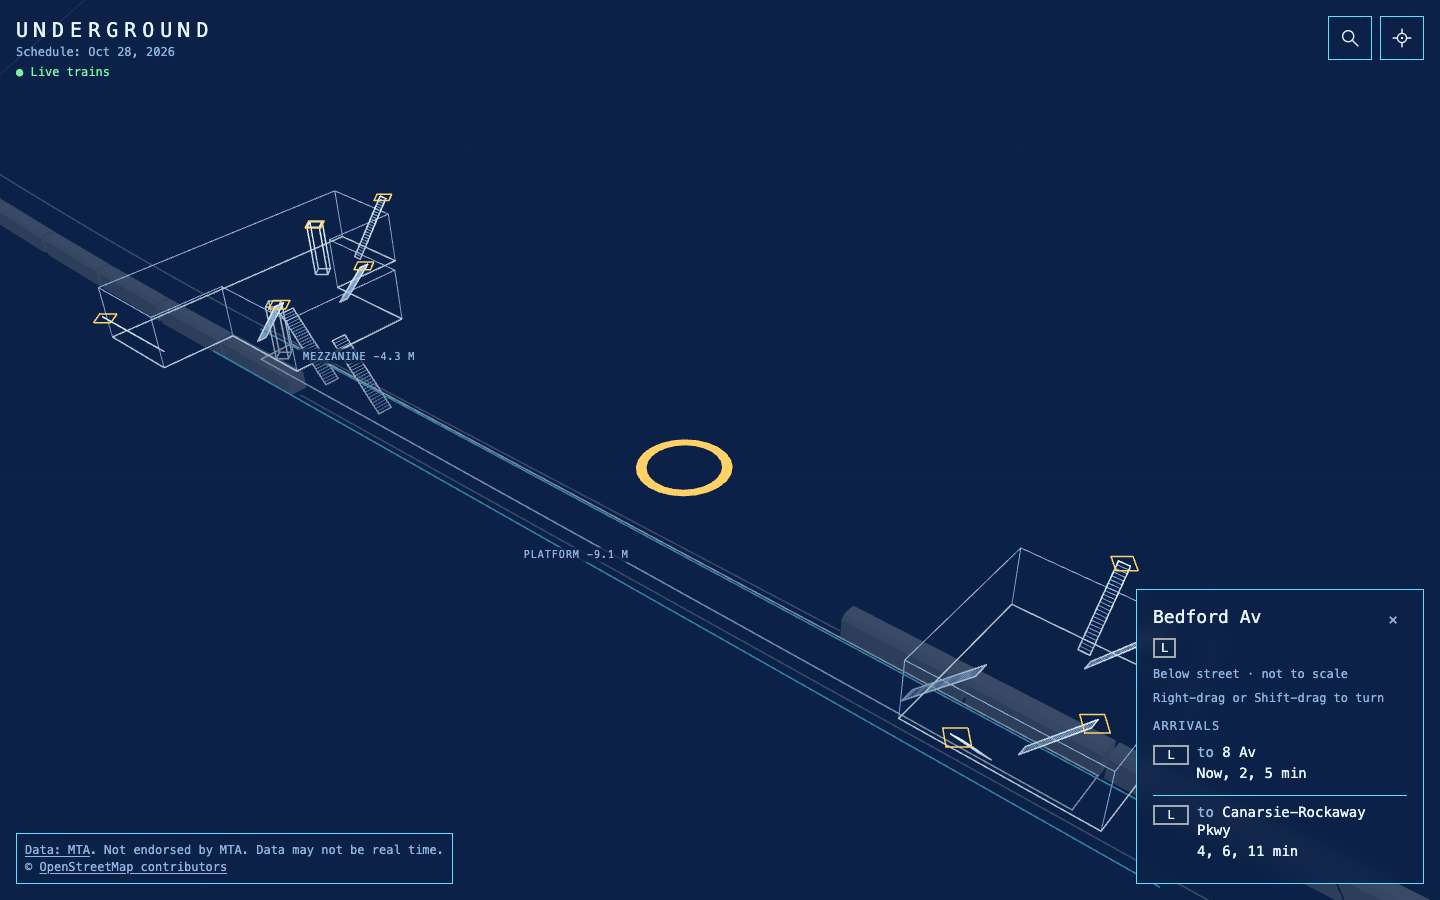 UNDERGROUND
Schedule: Oct 28, 2026
Live trains
MEZZANINE -4.3 M
PLATFORM -9.1 M
Bedford Av
×
L
Below street · not to scale
Right-drag or Shift-drag to turn
ARRIVALS
L to 8 Av
Now, 2, 5 min
L to Canarsie-Rockaway
Pkwy
4, 6, 11 min
Data: MTA. Not endorsed by MTA. Data may not be real time.
© OpenStreetMap contributors